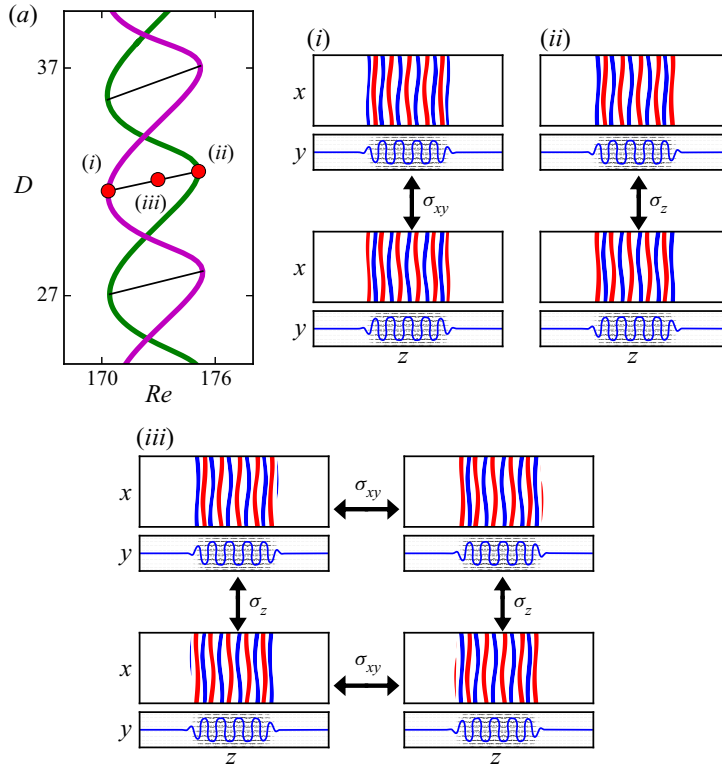 (a)
37
D
27
170
176
Re
(i)
(ii)
(iii)
(i)
x
y
σxy
x
y
z
(ii)
σz
z
(iii)
x
y
σxy
σz
σz
x
y
σxy
z
z